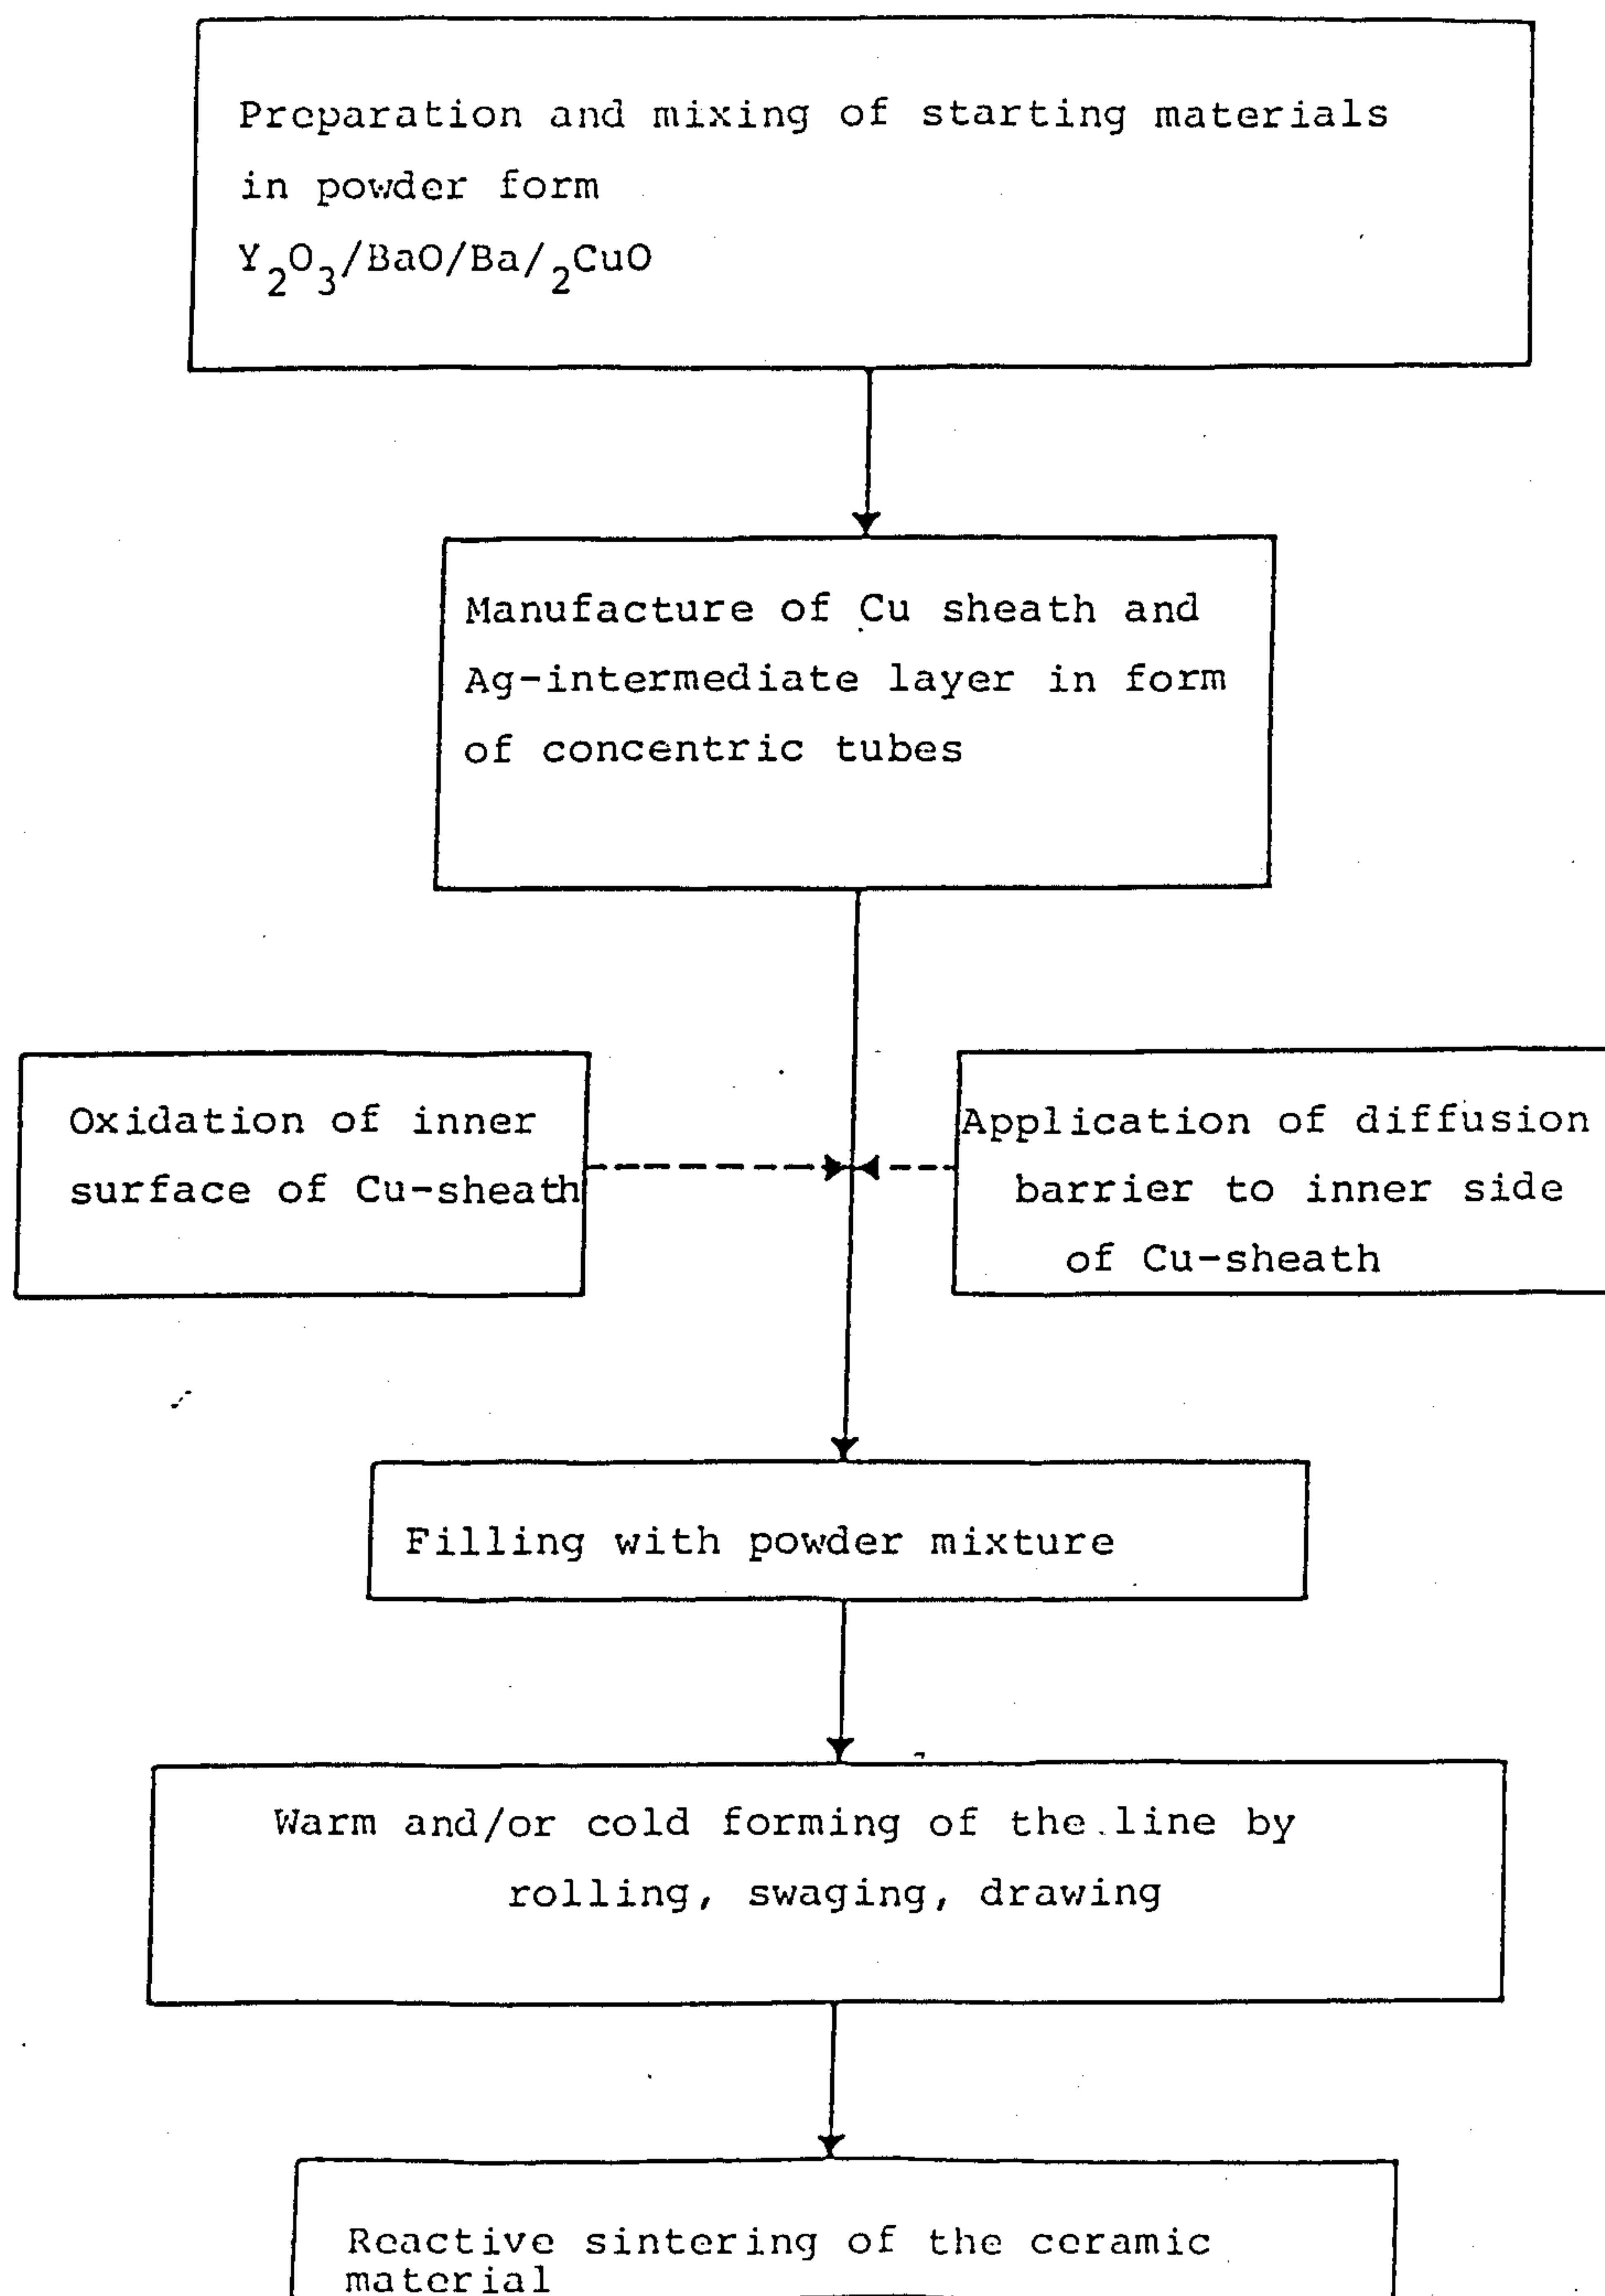 Preparation and mixing of starting materials
in powder form
Y2O3/BaO/Ba/2CuO
Manufacture of Cu sheath and
Ag-intermediate layer in form
of concentric tubes
Oxidation of inner
surface of Cu-sheath
Application of diffusion
barrier to inner side
of Cu-sheath
Filling with powder mixture
Warm and/or cold forming of the line by
rolling, swaging, drawing
Reactive sintering of the ceramic
material